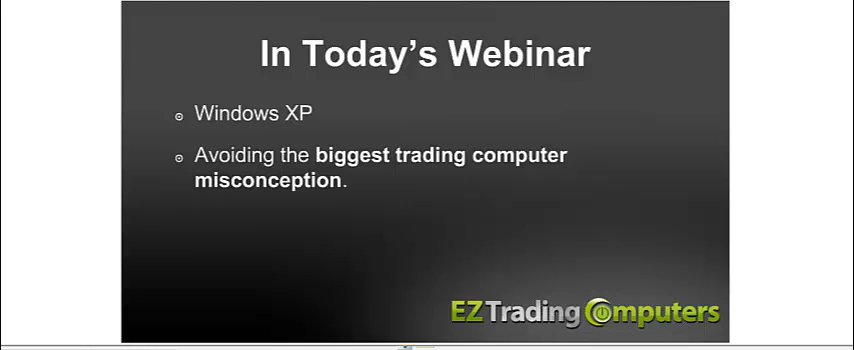 In Today’s Webinar
Windows XP
Avoiding the biggest trading computer
misconception.
EZTrading Computers